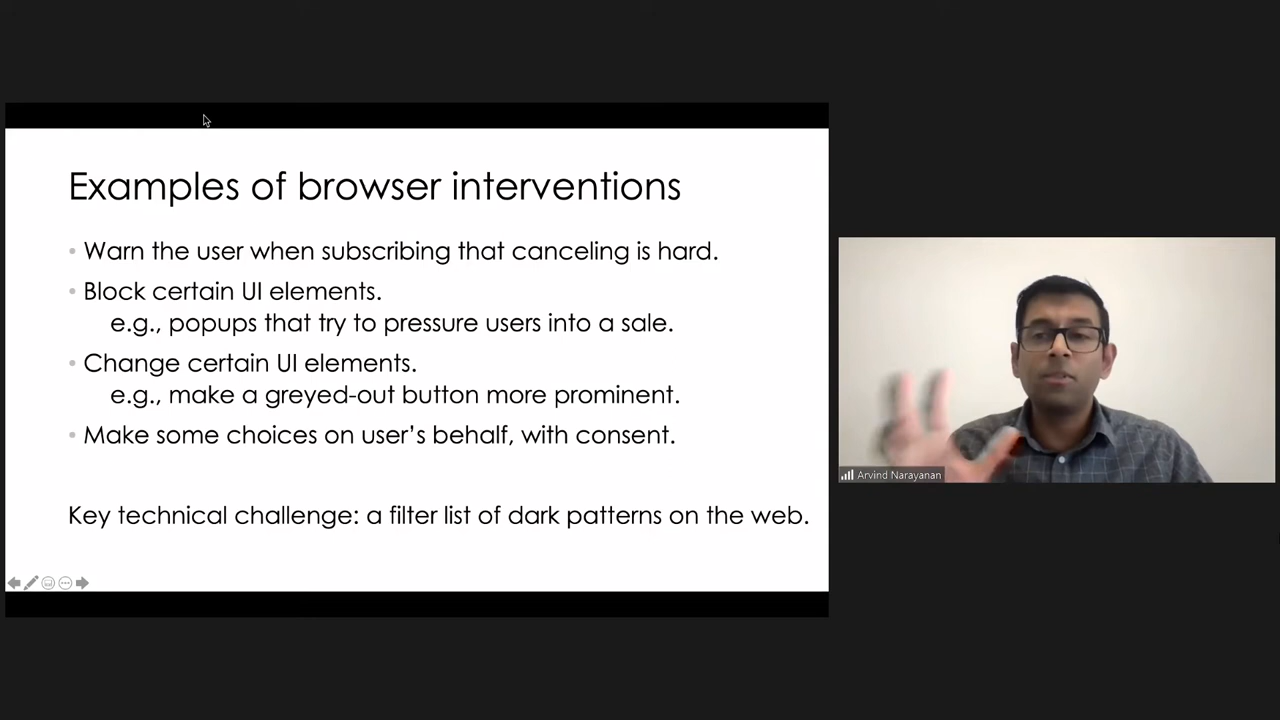 Examples of browser interventions
• Warn the user when subscribing that canceling is hard.
• Block certain UI elements.
e.g., popups that try to pressure users into a sale.
• Change certain UI elements.
e.g., make a greyed-out button more prominent.
• Make some choices on user’s behalf, with consent.
Key technical challenge: a filter list of dark patterns on the web.
Arvind Narayanan